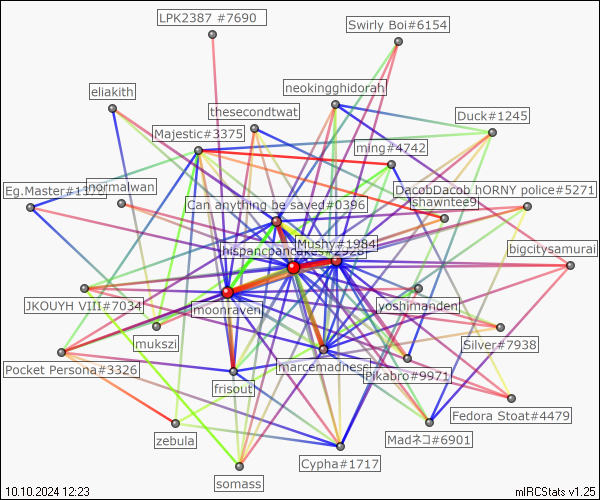 LPK2387 #7690
Swirly Boi#6154
eliakith
neokingghidorah
thesecondtwat
Duck#1245
Majestic#3375
ming#4742
Eg.Master#1
normalwan
DacobDacob hORNY police#5271
shawntee9
Can anything be saved#0396
Mushy#1984
hispancpancakes#2928
bigcitysamurai
JKOUYH VIII#7034
moonraven
yoshimanden
mukszi
Silver#7938
Pocket Persona#3326
marcemadnese
Pikabro#9971
frisout
Fedora Stoat#4479
zebula
Madネコ#6901
Cypha#1717
somass
10.10.2024 12:23
mIRCStats v1.25